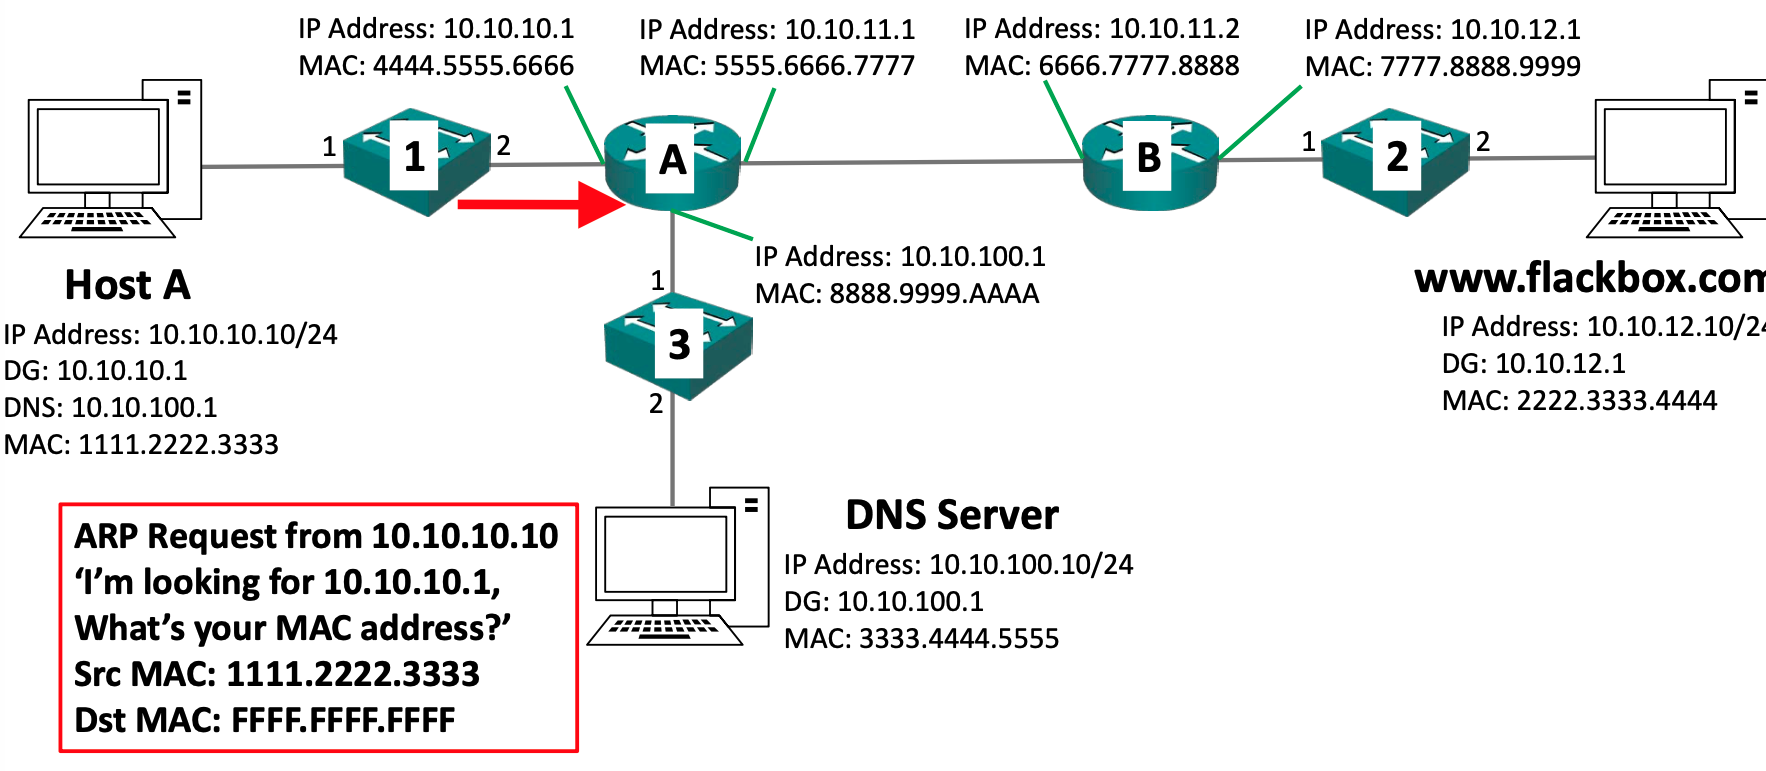 IP Address: 10.10.10.1
MAC: 4444.5555.6666
IP Address: 10.10.11.1
MAC: 5555.6666.7777
IP Address: 10.10.11.2
MAC: 6666.7777.8888
IP Address: 10.10.12.1
MAC: 7777.8888.9999
1
1
2
A
B
1
2
2
Host A
IP Address: 10.10.10.10/24
DG: 10.10.10.1
DNS: 10.10.100.1
MAC: 1111.2222.3333
IP Address: 10.10.100.1
MAC: 8888.9999.AAAA
1
3
2
www.flackbox.com
IP Address: 10.10.12.10/24
DG: 10.10.12.1
MAC: 2222.3333.4444
ARP Request from 10.10.10.10
‘I’m looking for 10.10.10.1,
What’s your MAC address?’
Src MAC: 1111.2222.3333
Dst MAC: FFFF.FFFF.FFFF
DNS Server
IP Address: 10.10.100.10/24
DG: 10.10.100.1
MAC: 3333.4444.5555